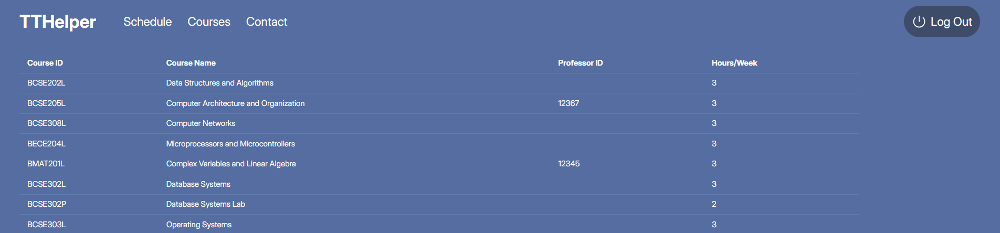 TTHelper Schedule Courses Contact Log Out
Course ID Course Name Professor ID Hours/Week
BCSE202L Data Structures and Algorithms 3
BCSE205L Computer Architecture and Organization 12367 3
BCSE308L Computer Networks 3
BECE204L Microprocessors and Microcontrollers 3
BMAT201L Complex Variables and Linear Algebra 12345 3
BCSE302L Database Systems 3
BCSE302P Database Systems Lab 2
BCSE303L Operating Systems 3